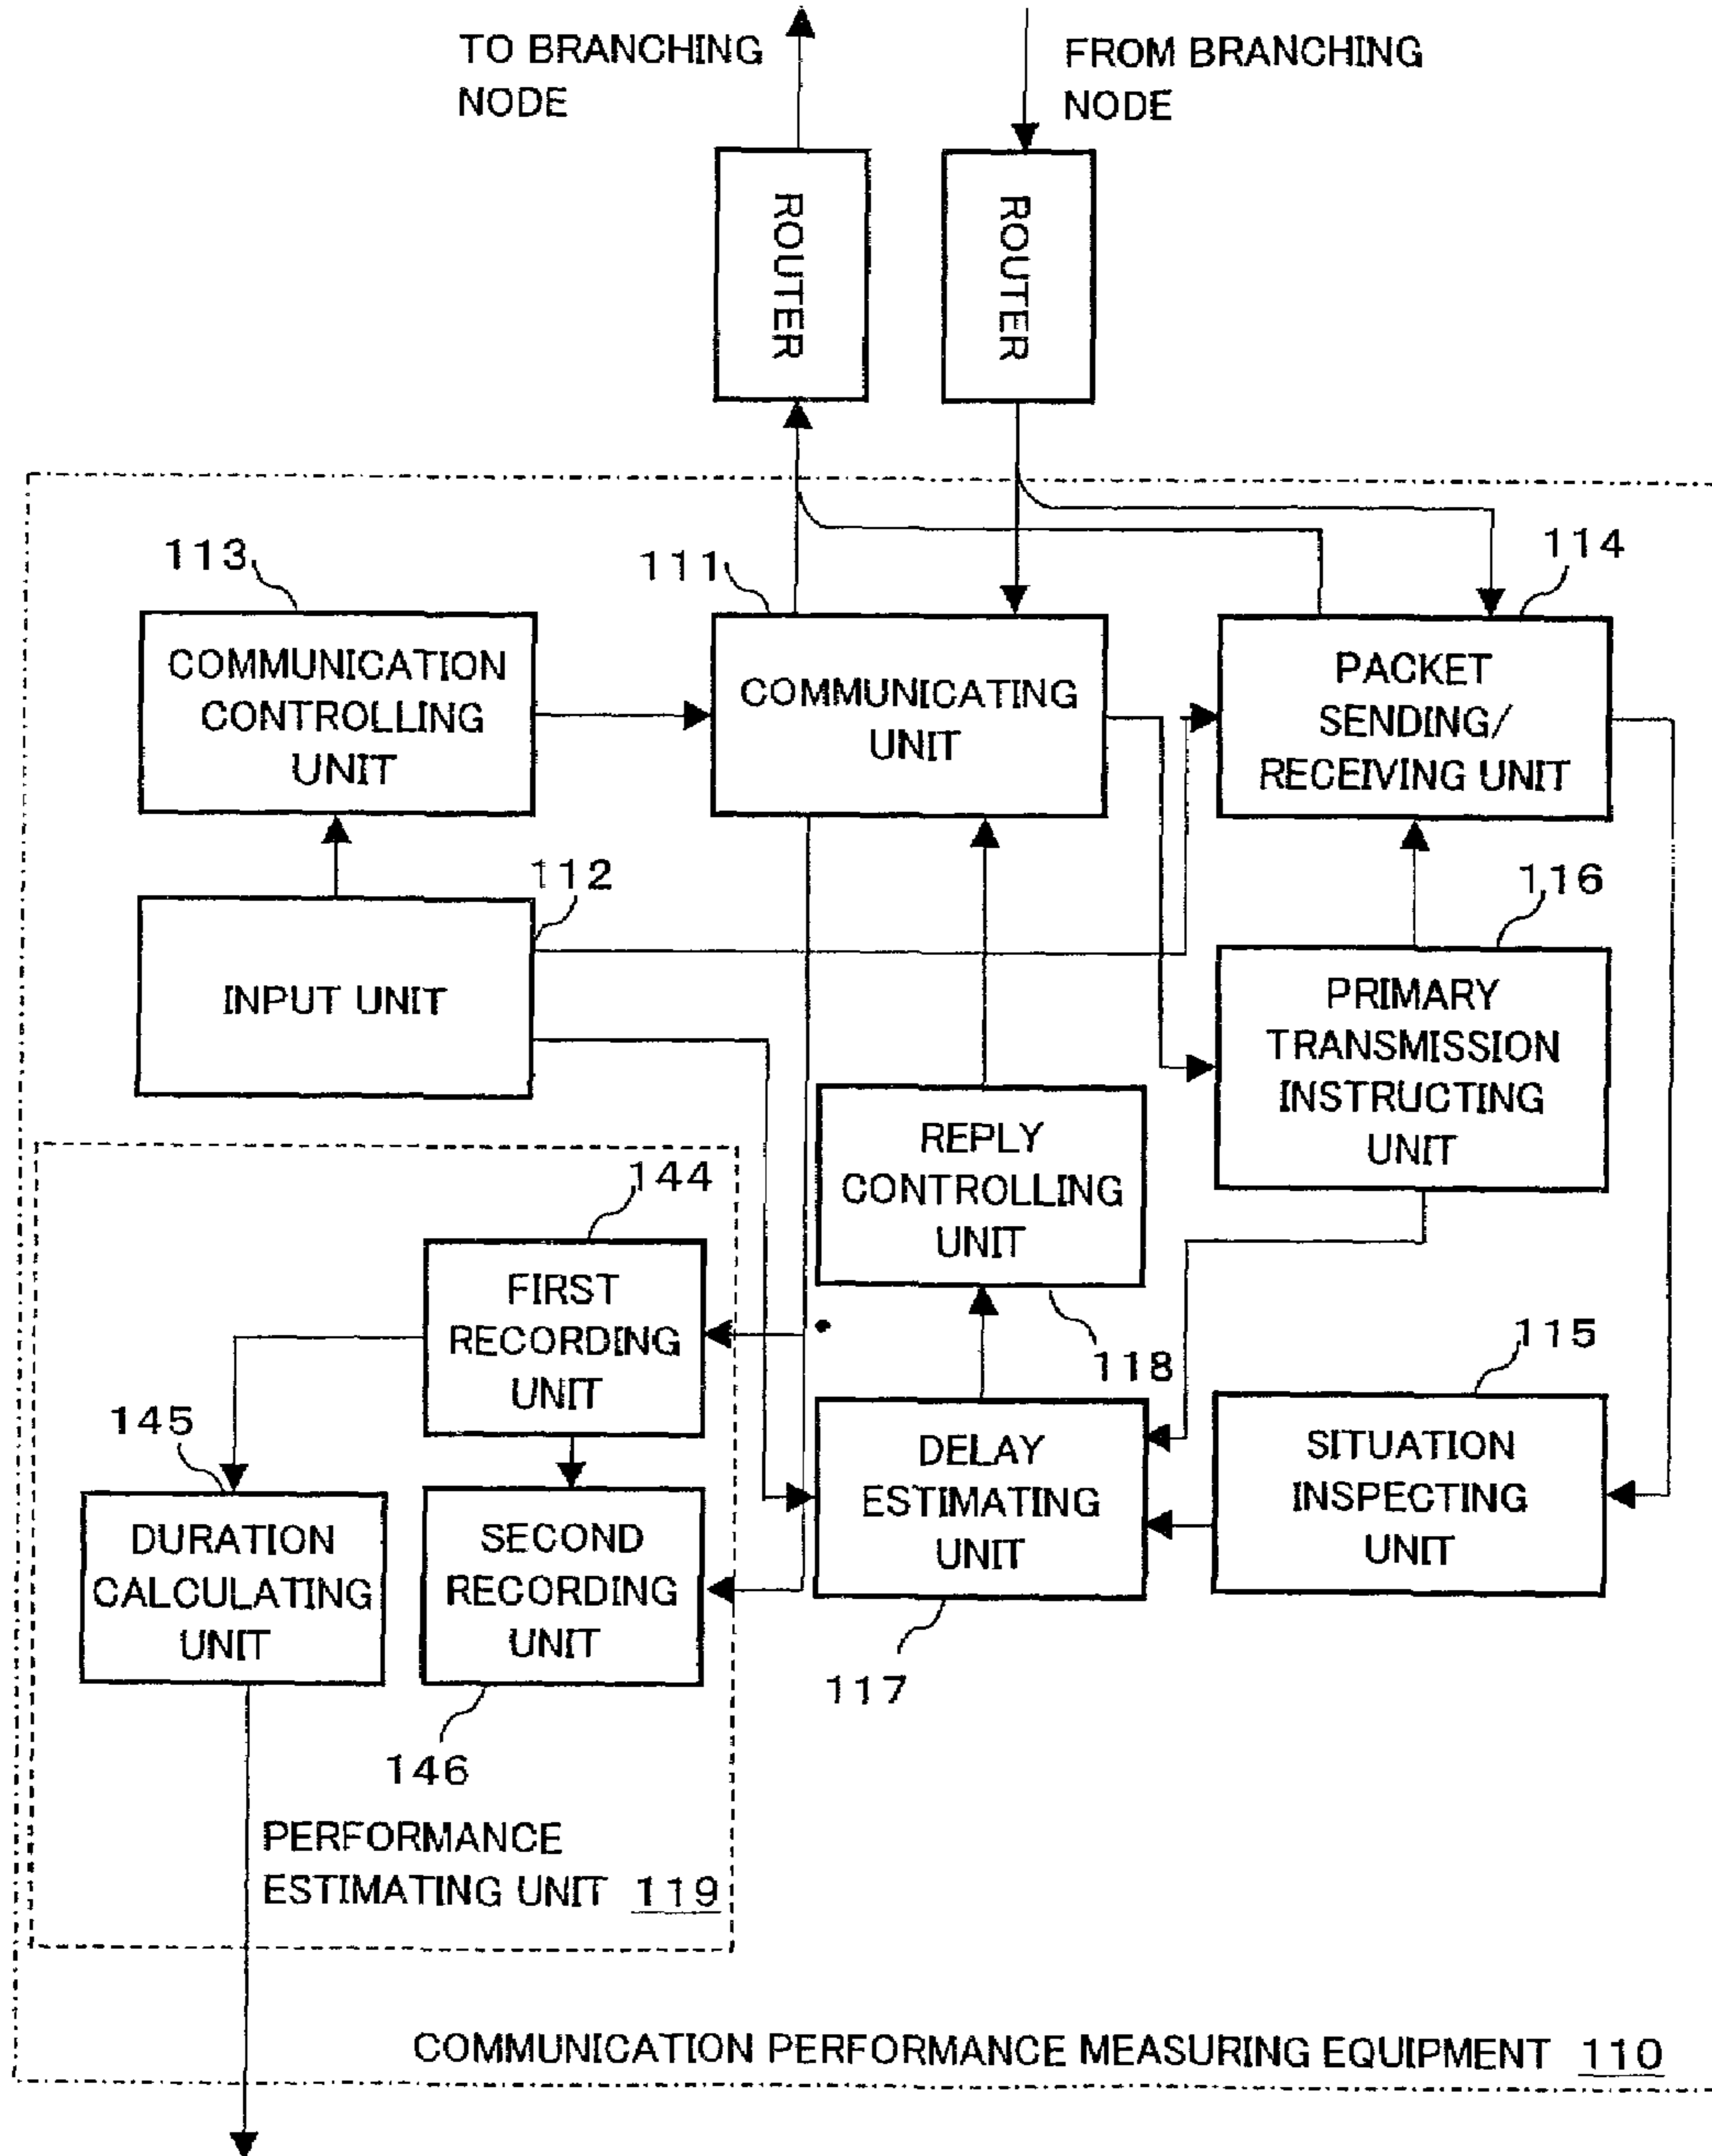 TO BRANCHING
NODE
FROM BRANCHING
NODE
ROUTER
ROUTER
113
111
114
COMMUNICATION
CONTROLLING
UNIT
COMMUNICATING
UNIT
PACKET
SENDING/
RECEIVING UNIT
112
116
INPUT UNIT
PRIMARY
TRANSMISSION
INSTRUCTING
UNIT
REPLY
CONTROLLING
UNIT
144
118
FIRST
RECORDING
UNIT
115
145
DELAY
ESTIMATING
UNIT
SITUATION
INSPECTING
UNIT
DURATION
CALCULATING
UNIT
SECOND
RECORDING
UNIT
117
146
PERFORMANCE
ESTIMATING UNIT 119
COMMUNICATION PERFORMANCE MEASURING EQUIPMENT 110